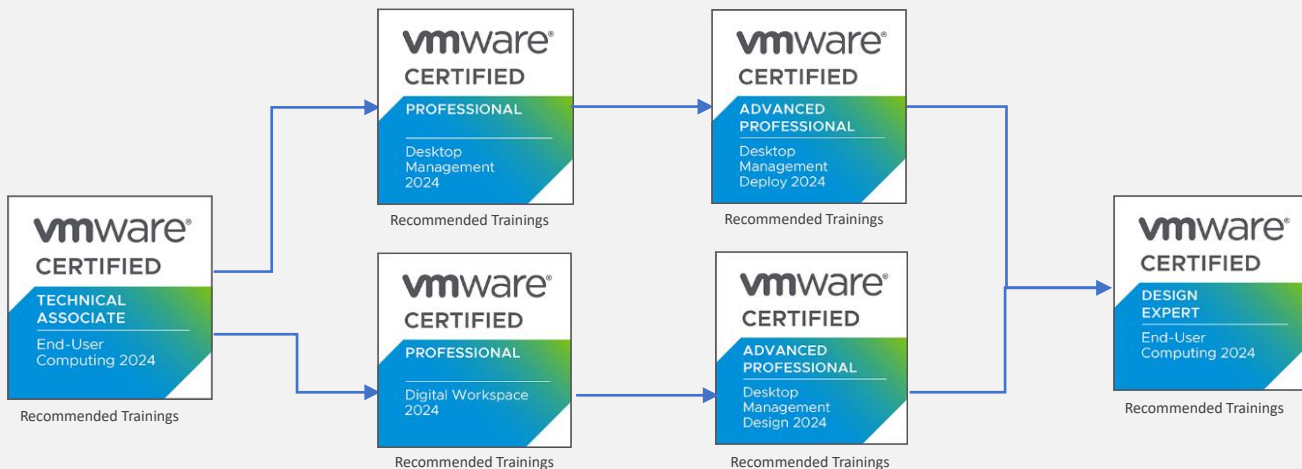 vmware®
CERTIFIED
TECHNICAL
ASSOCIATE
End-User
Computing 2024
Recommended Trainings
vmware®
CERTIFIED
PROFESSIONAL
Desktop
Management
2024
Recommended Trainings
vmware®
CERTIFIED
ADVANCED
PROFESSIONAL
Desktop
Management
Deploy 2024
Recommended Trainings
vmware®
CERTIFIED
PROFESSIONAL
Digital Workspace
2024
Recommended Trainings
vmware®
CERTIFIED
ADVANCED
PROFESSIONAL
Desktop
Management
Design 2024
Recommended Trainings
vmware®
CERTIFIED
DESIGN
EXPERT
End-User
Computing 2024
Recommended Trainings